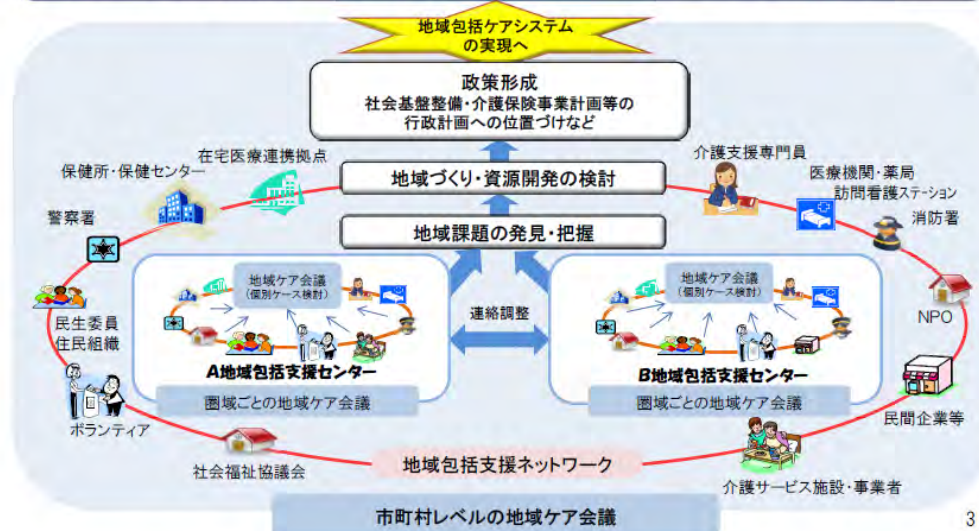 地域包括ケアシステム
の実現へ
政策形成
社会基盤整備・介護保険事業計画等の
行政計画への位置づけなど
在宅医療連携拠点
保健所・保健センター
地域づくり・資源開発の検討
介護支援専門員
医療機関・薬局
訪問看護ステーション
警察署
消防署
地域課題の発見・把握
地域ケア会議
(個別ケース検討)
連絡調整
地域ケア会議
(個別ケース検討)
民生委員
住民組織
NPO
A地域包括支援センター
B地域包括支援センター
圏域ごとの地域ケア会議
圏域ごとの地域ケア会議
ボランティア
民間企業等
社会福祉協議会
地域包括支援ネットワーク
介護サービス施設・事業者
市町村レベルの地域ケア会議
3